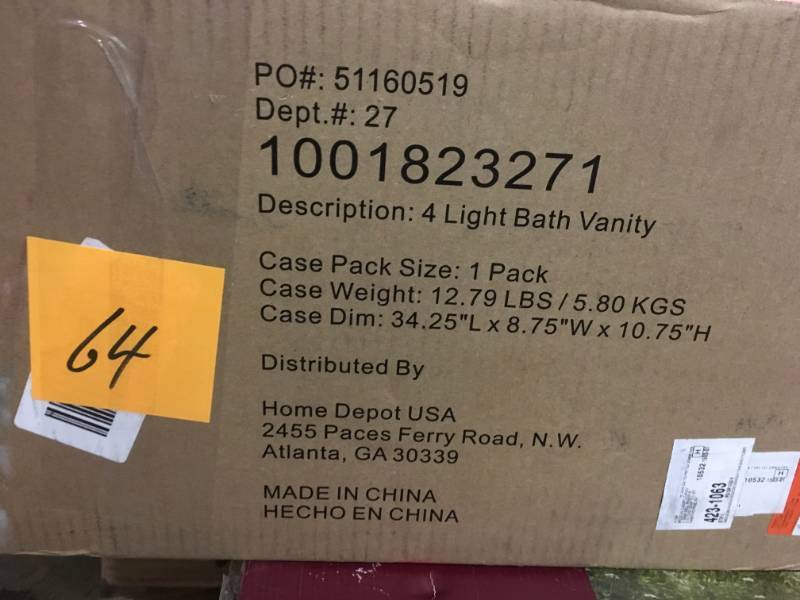 PO#: 51160519
Dept.#: 27
1001823271
Description: 4 Light Bath Vanity
Case Pack Size: 1 Pack
Case Weight: 12.79 LBS / 5.80 KGS
Case Dim: 34.25"L x 8.75"W x 10.75"H
Distributed By
Home Depot USA
2455 Paces Ferry Road, N.W.
Atlanta, GA 30339
MADE IN CHINA
HECHO EN CHINA
64
423-1063
10532
H
10532
H